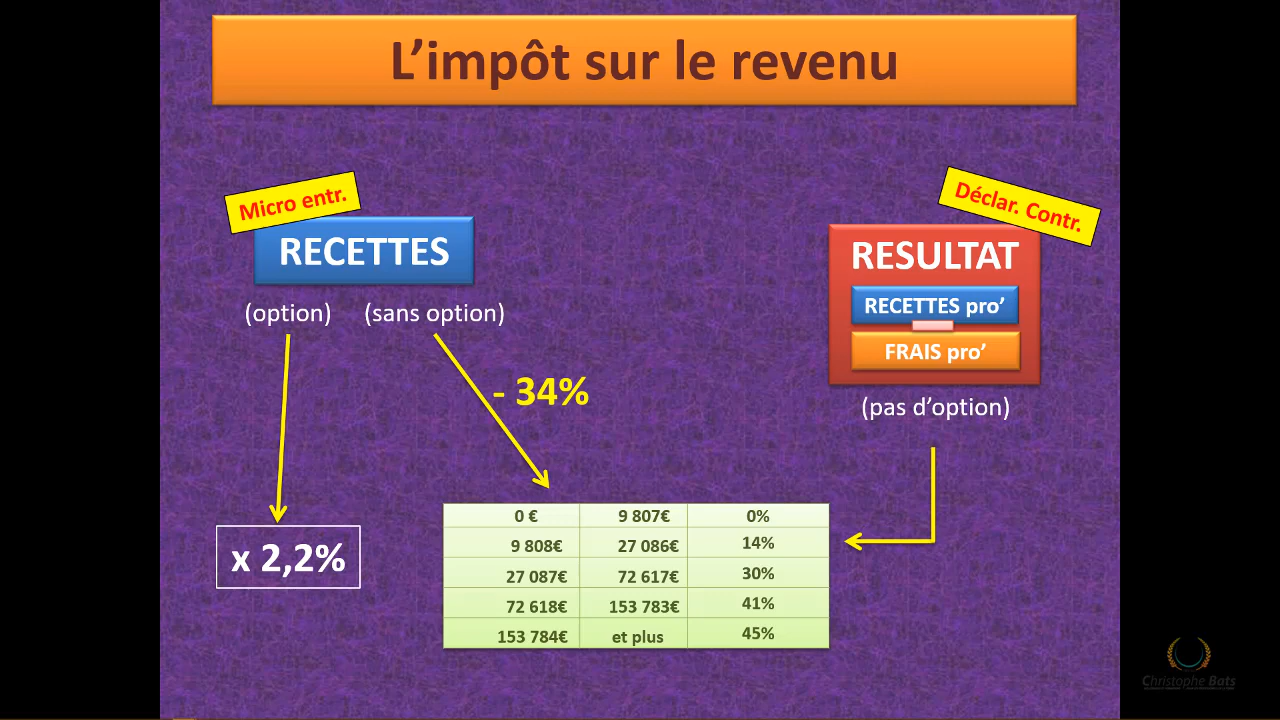 L’impôt sur le revenu
Micro entr.
RECETTES
(option) (sans option)
- 34%
x 2,2%
Déclar. Contr.
RESULTAT
RECETTES pro’
FRAIS pro’
(pas d’option)
0 € 9 807€ 0%
9 808€ 27 086€ 14%
27 087€ 72 617€ 30%
72 618€ 153 783€ 41%
153 784€ et plus 45%
Christophe Bats